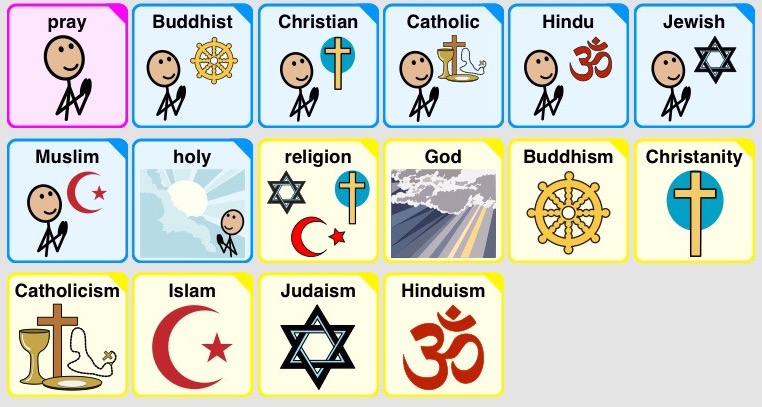 pray Buddhist Christian Catholic Hindu Jewish
Muslim holy religion God Buddhism Christanity
Catholicism Islam Judaism Hinduism